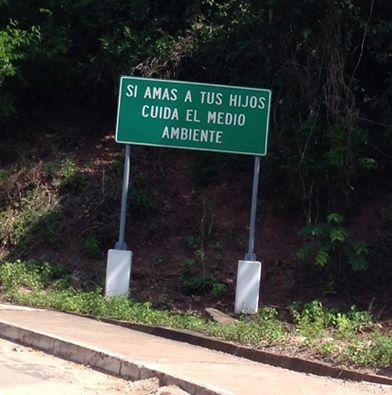 SI AMAS A TUS HIJOS
CUIDA EL MEDIO
AMBIENTE